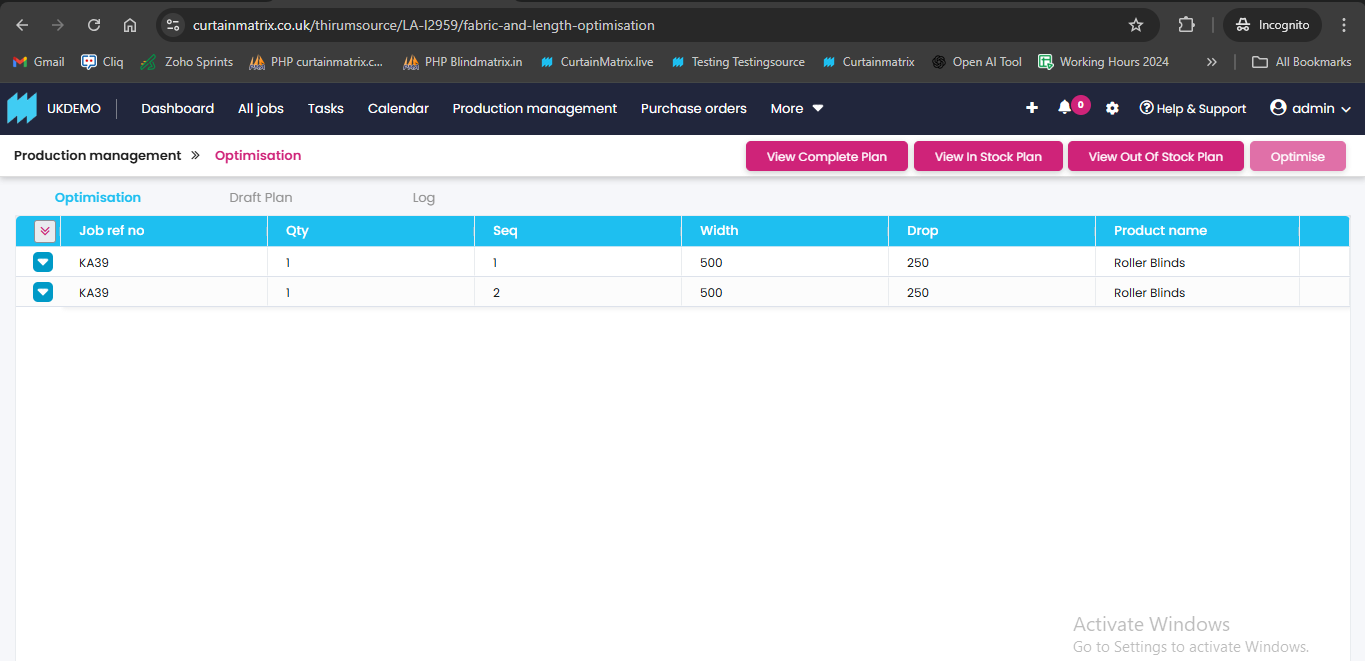 curtainmatrix.co.uk/thirumsource/LA-I2959/fabric-and-length-optimisation
Incognito
Gmail Cliq Zoho Sprints PHP curtainmatrix.c... PHP Blindmatrix.in CurtainMatrix.live Testing Testingsource Curtainmatrix Open AI Tool Working Hours 2024 » All Bookmarks
UKDEMO Dashboard All jobs Tasks Calendar Production management Purchase orders More 0 Help & Support admin
Production management » Optimisation View Complete Plan View In Stock Plan View Out Of Stock Plan Optimise
Optimisation Draft Plan Log
Job ref no Qty Seq Width Drop Product name
KA39 1 1 500 250 Roller Blinds
KA39 1 2 500 250 Roller Blinds
Activate Windows
Go to Settings to activate Windows.